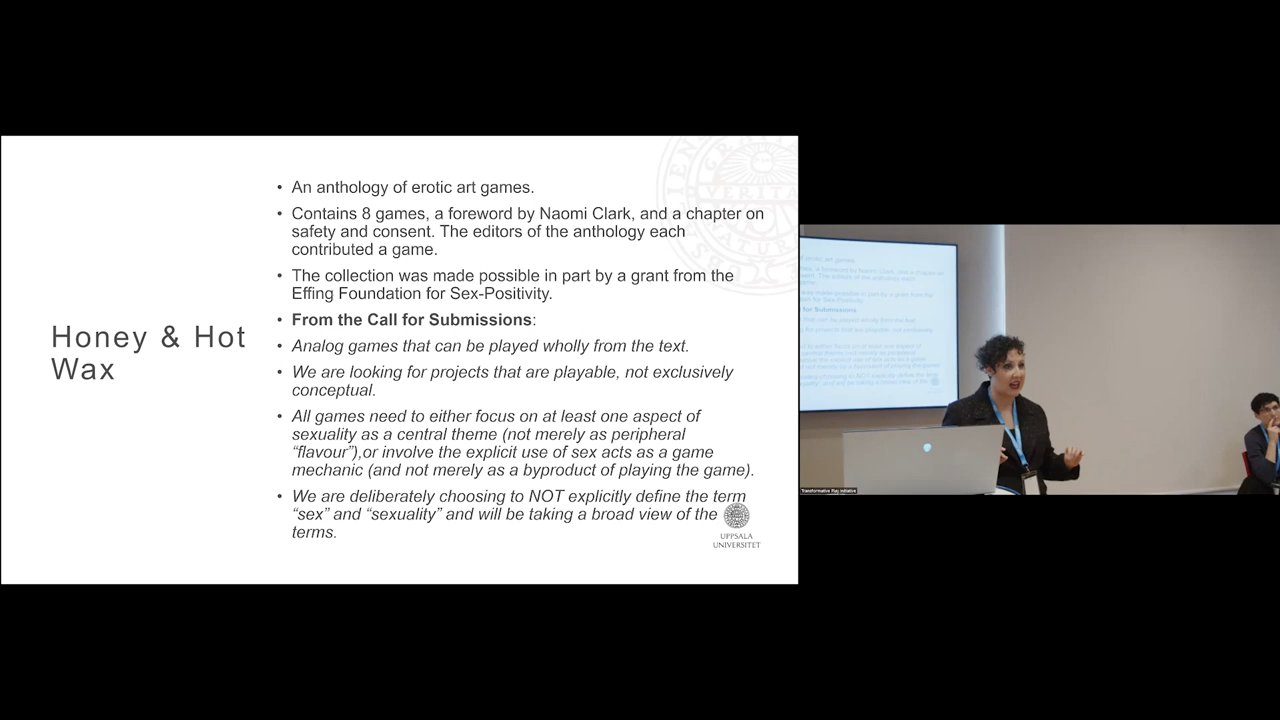 Honey & Hot
Wax
• An anthology of erotic art games.
• Contains 8 games, a foreword by Naomi Clark, and a chapter on
safety and consent. The editors of the anthology each
contributed a game.
• The collection was made possible in part by a grant from the
Effing Foundation for Sex-Positivity.
• From the Call for Submissions:
• Analog games that can be played wholly from the text.
• We are looking for projects that are playable, not exclusively
conceptual.
• All games need to either focus on at least one aspect of
sexuality as a central theme (not merely as peripheral
“flavour”),or involve the explicit use of sex acts as a game
mechanic (and not merely as a byproduct of playing the game).
• We are deliberately choosing to NOT explicitly define the term
“sex” and “sexuality” and will be taking a broad view of the
terms.
UPPSALA
UNIVERSITET
VERITA
Transformative Play Initiative